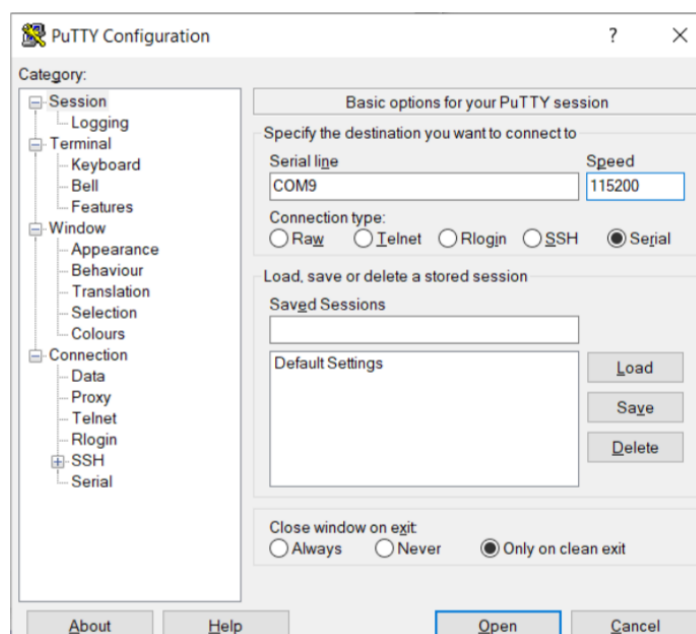 PuTTY Configuration
?
Category:
Session
Logging
Terminal
Keyboard
Bell
Features
Window
Appearance
Behaviour
Translation
Selection
Colours
Connection
Data
Proxy
Telnet
Rlogin
SSH
Serial
Basic options for your PuTTY session
Specify the destination you want to connect to
Serial line Speed
COM9 115200
Connection type:
Raw Telnet Rlogin SSH Serial
Load, save or delete a stored session
Saved Sessions
Default Settings
Load
Save
Delete
Close window on exit:
Always Never Only on clean exit
About Help Open Cancel